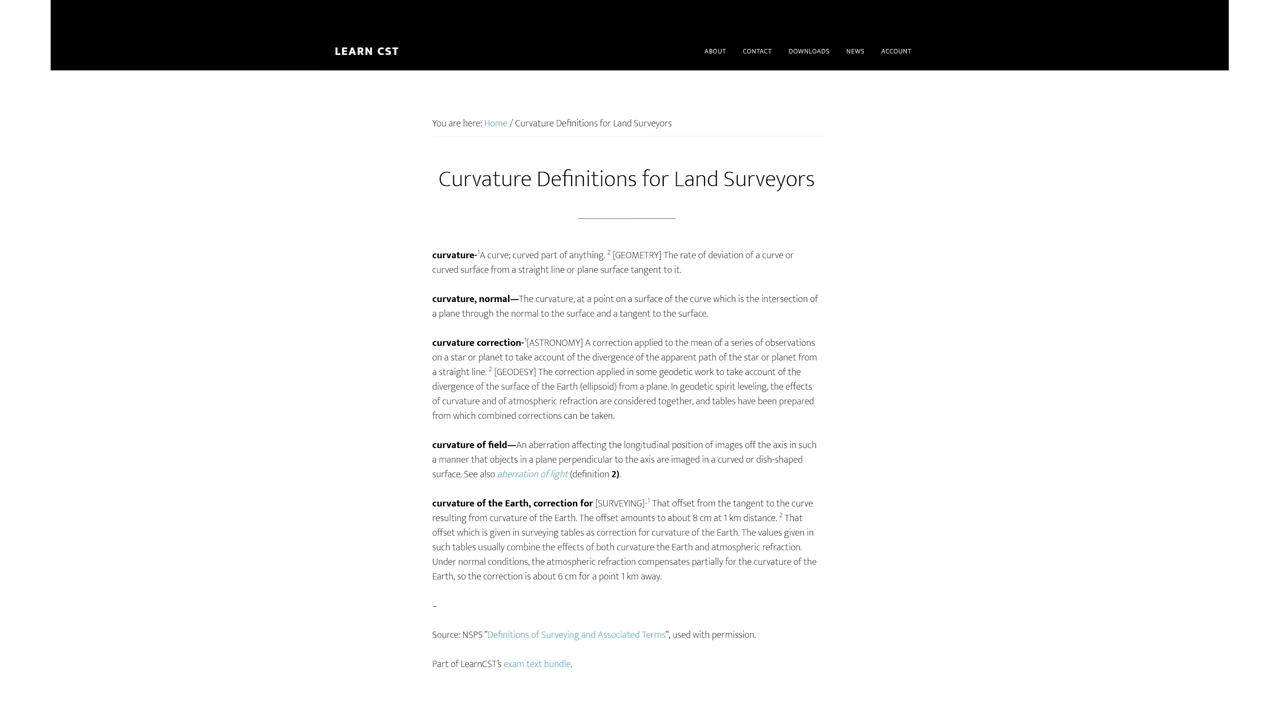 LEARN CST
ABOUT CONTACT DOWNLOADS NEWS ACCOUNT
You are here: Home / Curvature Definitions for Land Surveyors
Curvature Definitions for Land Surveyors
curvature-¹A curve; curved part of anything. ² [GEOMETRY] The rate of deviation of a curve or
curved surface from a straight line or plane surface tangent to it.
curvature, normal—The curvature, at a point on a surface of the curve which is the intersection of
a plane through the normal to the surface and a tangent to the surface.
curvature correction-¹[ASTRONOMY] A correction applied to the mean of a series of observations
on a star or planet to take account of the divergence of the apparent path of the star or planet from
a straight line. ² [GEODESY] The correction applied in some geodetic work to take account of the
divergence of the surface of the Earth (ellipsoid) from a plane. In geodetic spirit leveling, the effects
of curvature and of atmospheric refraction are considered together, and tables have been prepared
from which combined corrections can be taken.
curvature of field—An aberration affecting the longitudinal position of images off the axis in such
a manner that objects in a plane perpendicular to the axis are imaged in a curved or dish-shaped
surface. See also aberration of light (definition 2).
curvature of the Earth, correction for [SURVEYING]-¹ That offset from the tangent to the curve
resulting from curvature of the Earth. The offset amounts to about 8 cm at 1 km distance. ² That
offset which is given in surveying tables as correction for curvature of the Earth. The values given in
such tables usually combine the effects of both curvature the Earth and atmospheric refraction.
Under normal conditions, the atmospheric refraction compensates partially for the curvature of the
Earth, so the correction is about 6 cm for a point 1 km away.
–
Source: NSPS “Definitions of Surveying and Associated Terms“, used with permission.
Part of LearnCST’s exam text bundle.